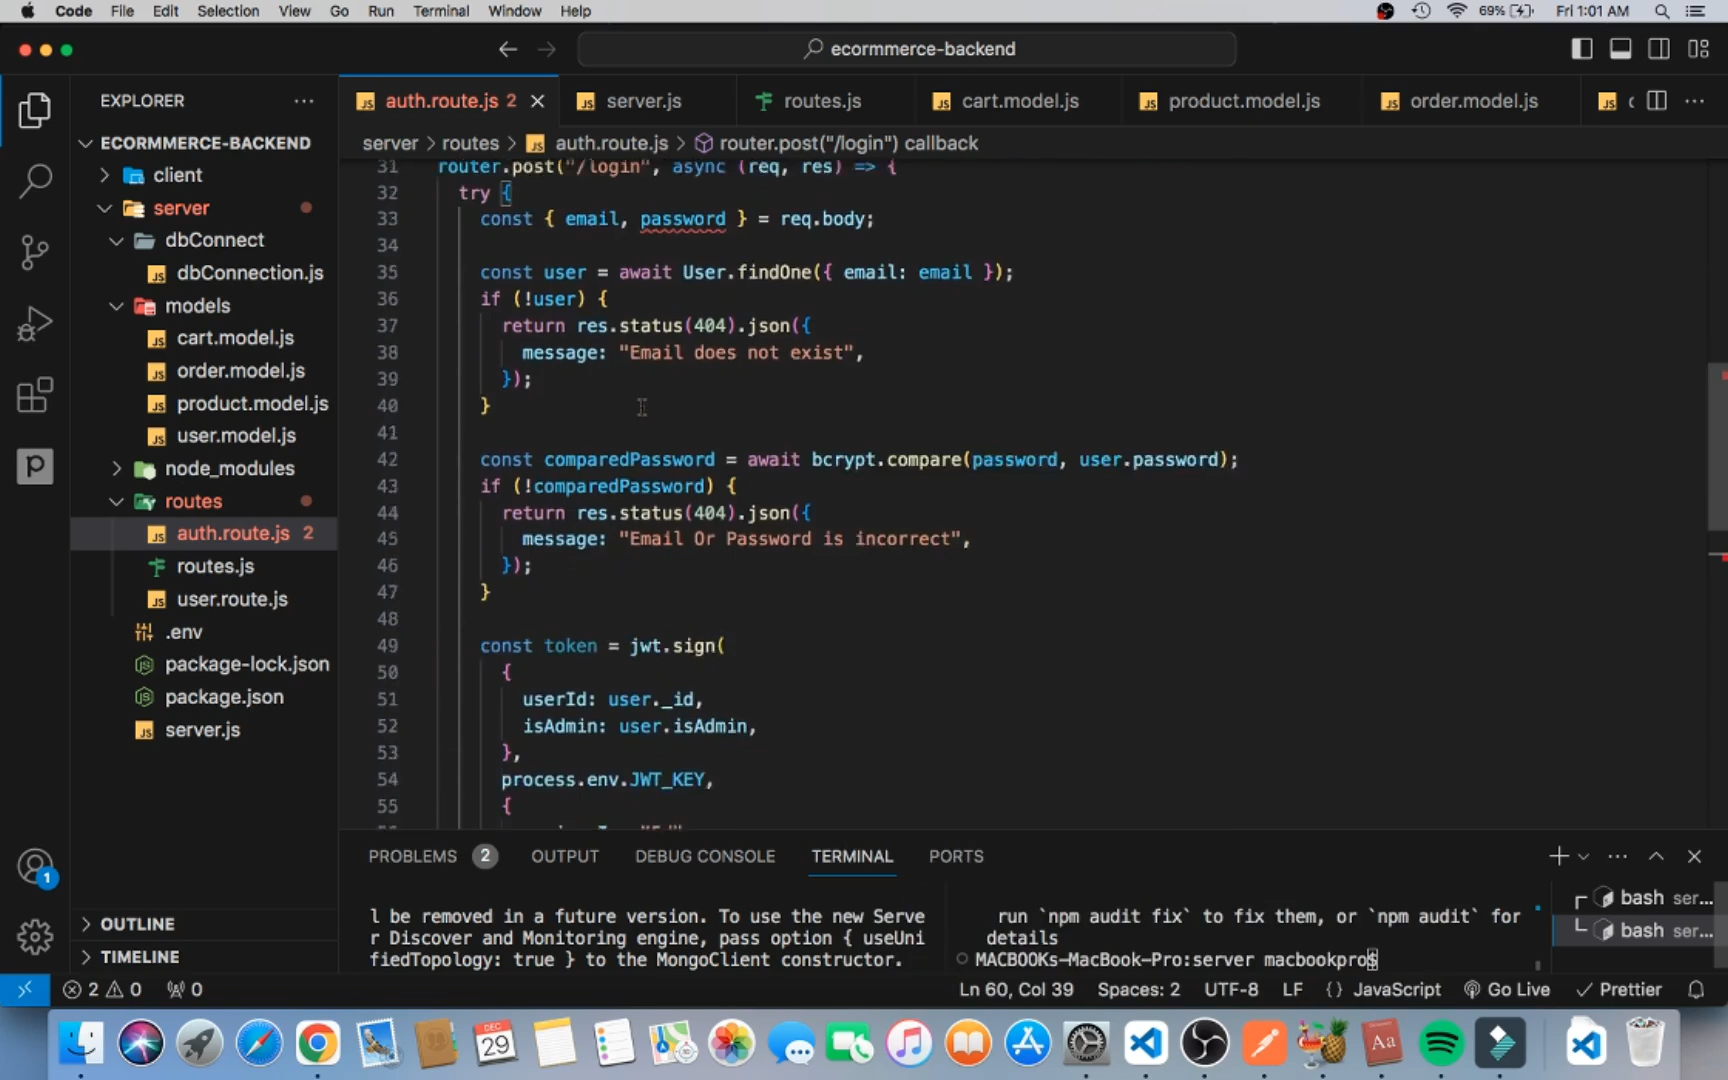 Code File Edit Selection View Go Run Terminal Window Help 69% Fri 1:01 AM
ecormmerce-backend
EXPLORER
auth.route.js 2
server.js
routes.js
cart.model.js
product.model.js
order.model.js
c
ECORMMERCE-BACKEND
server > routes > auth.route.js > router.post("/login") callback
client
server
dbConnect
dbConnection.js
models
cart.model.js
order.model.js
product.model.js
user.model.js
node_modules
routes
auth.route.js 2
routes.js
user.route.js
.env
package-lock.json
package.json
server.js
OUTLINE
TIMELINE
31 router.post("/login", async (req, res) => {
32 try {
33 const { email, password } = req.body;
34
35 const user = await User.findOne({ email: email });
36 if (!user) {
37 return res.status(404).json({
38 message: "Email does not exist",
39 });
40 }
41
42 const comparedPassword = await bcrypt.compare(password, user.password);
43 if (!comparedPassword) {
44 return res.status(404).json({
45 message: "Email Or Password is incorrect",
46 });
47 }
48
49 const token = jwt.sign(
50 {
51 userId: user._id,
52 isAdmin: user.isAdmin,
53 },
54 process.env.JWT_KEY,
55 {
PROBLEMS 2 OUTPUT DEBUG CONSOLE TERMINAL PORTS
l be removed in a future version. To use the new Serve
r Discover and Monitoring engine, pass option { useUni
fiedTopology: true } to the MongoClient constructor.
run `npm audit fix` to fix them, or `npm audit` for
details
MACBOOKs-MacBook-Pro:server macbookpro$
bash ser...
bash ser...
1
2 0 0 Ln 60, Col 39 Spaces: 2 UTF-8 LF {} JavaScript Go Live Prettier
DEC
29
Aa